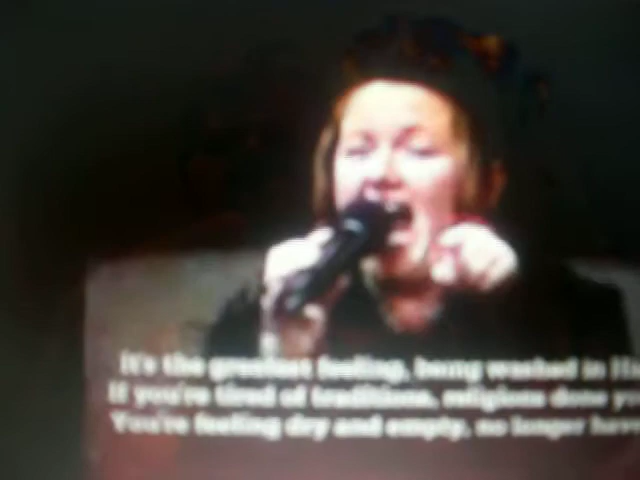 It's the greatest feeling, being washed in
If you're tired of traditions, religions done
You're feeling dry and empty, no longer have